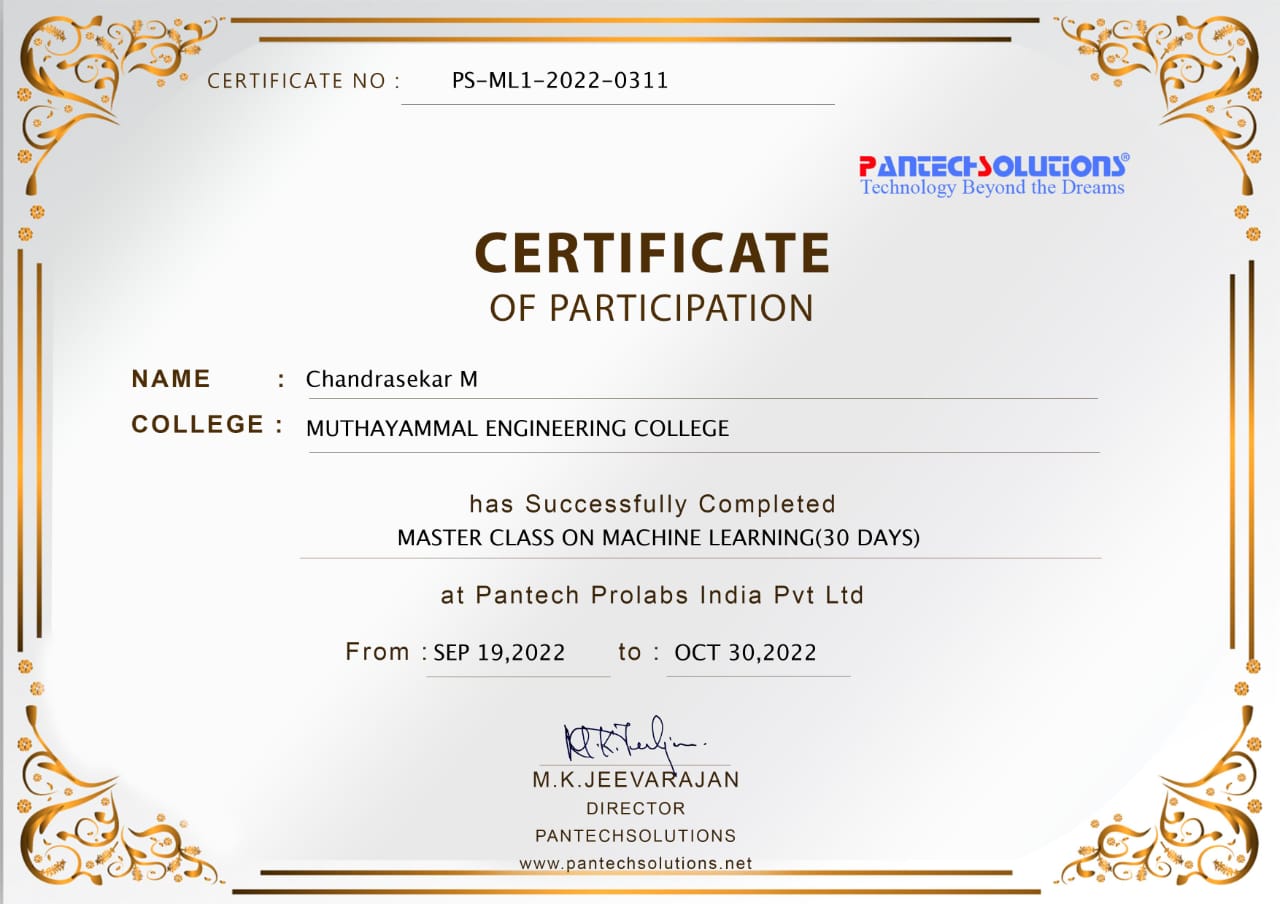 CERTIFICATE NO : PS-ML1-2022-0311
PANTECHSOLUTIONS®
Technology Beyond the Dreams
CERTIFICATE
OF PARTICIPATION
NAME : Chandrasekar M
COLLEGE : MUTHAYAMMAL ENGINEERING COLLEGE
has Successfully Completed
MASTER CLASS ON MACHINE LEARNING(30 DAYS)
at Pantech Prolabs India Pvt Ltd
From : SEP 19,2022 to : OCT 30,2022
M.K.JEEVARAJAN
DIRECTOR
PANTECHSOLUTIONS
www.pantechsolutions.net